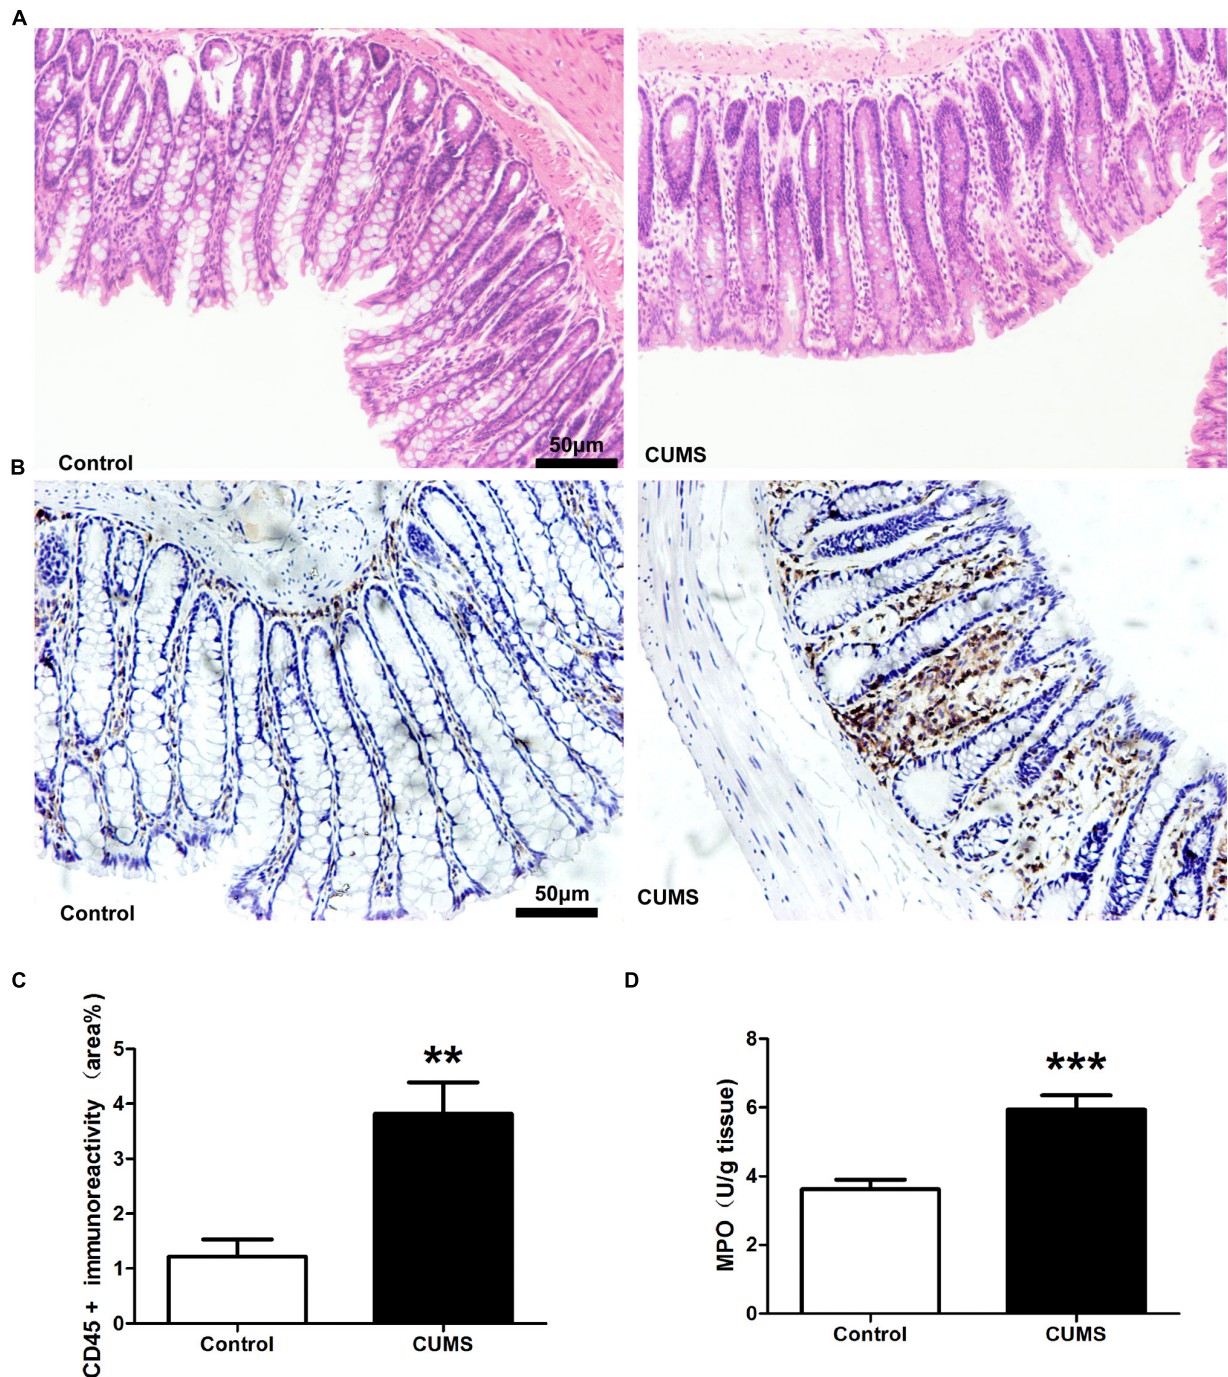 A
Control
50µm
CUMS
B
Control
50µm
CUMS
C
CD45 + immunoreactivity （area%)
5
4
3
2
1
0
**
Control
CUMS
D
MPO（U/g tissue)
8
6
4
2
0
***
Control
CUMS